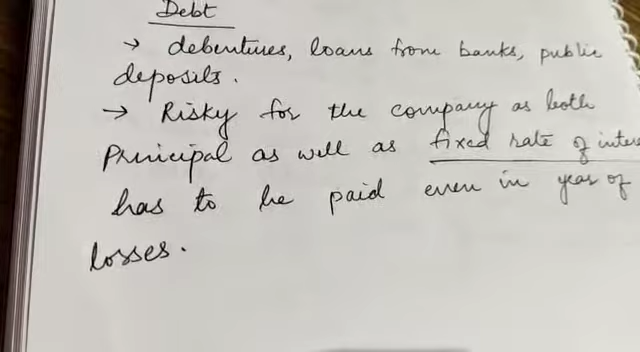 Debt
→ debentures, loans from banks, public
deposits.
→ Risky for the company as both
Principal as well as fixed rate of inter
has to be paid even in year of
losses.